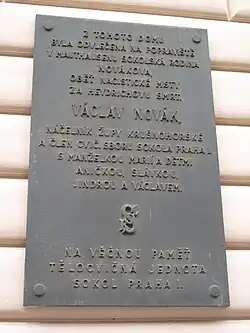 Z TOHOTO DOMU
BYLA ODVLEČENA NA POPRAVIŠTĚ
V MAUTHAUSENU SOKOLSKÁ RODINA
NOVÁKOVA,
OBĚŤ NACISTICKÉ MSTY
ZA HEYDRICHOVU SMRT.
VÁCLAV NOVÁK,
NÁČELNÍK ŽUPY KRUŠNOHORSKÉ
A ČLEN CVIČ. SBORU SOKOLA PRAHA I.
S MANŽELKOU MARIÍ A DĚTMI:
ANIČKOU, SLÁVKOU,
JINDROU A VÁCLAVEM.
S
NA VĚČNOU PAMĚŤ
TĚLOCVIČNÁ JEDNOTA
SOKOL PRAHA I.